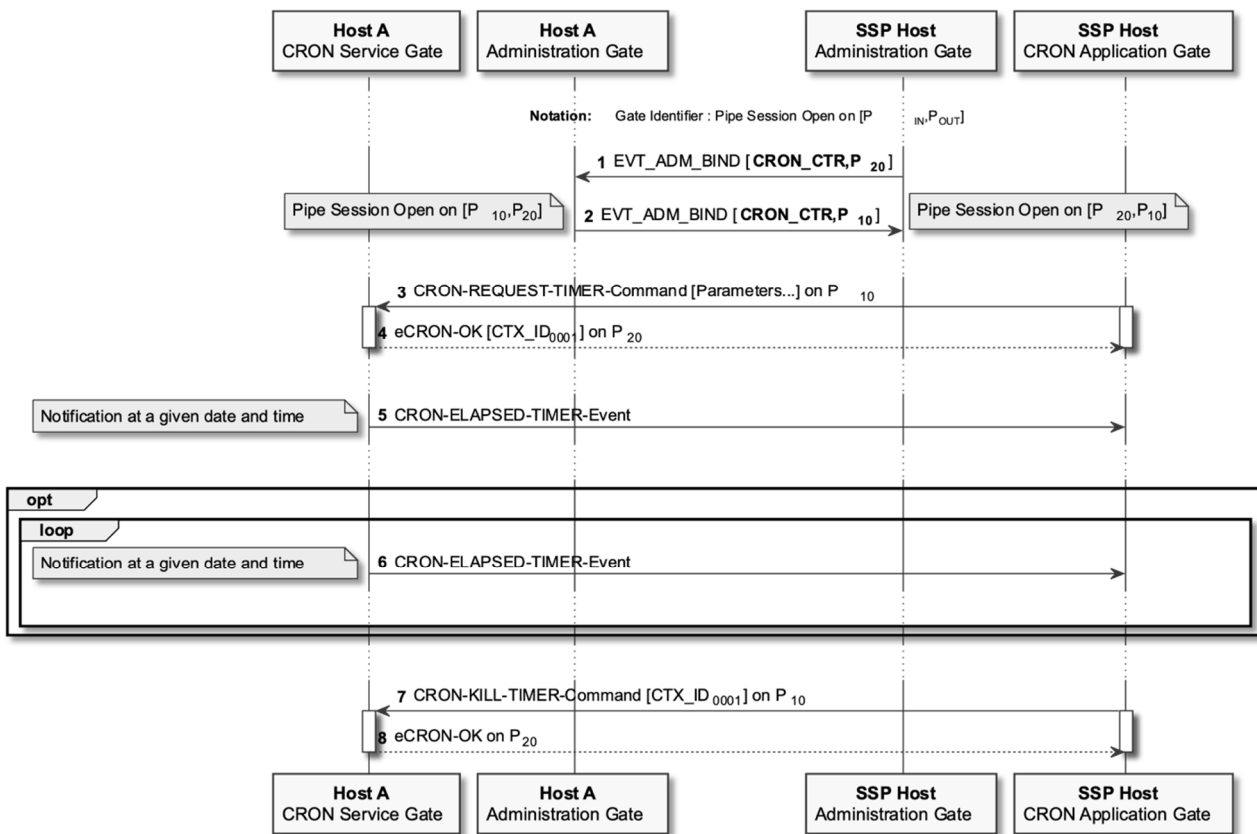 Host A
CRON Service Gate
Host A
Administration Gate
SSP Host
Administration Gate
SSP Host
CRON Application Gate
Notation: Gate Identifier : Pipe Session Open on [P IN,POUT]
1 EVT_ADM_BIND [CRON_CTR,P 20]
Pipe Session Open on [P 10,P20]
2 EVT_ADM_BIND [CRON_CTR,P 10]
Pipe Session Open on [P 20,P10]
3 CRON-REQUEST-TIMER-Command [Parameters...] on P 10
4 eCRON-OK [CTX_ID0001] on P20
Notification at a given date and time
5 CRON-ELAPSED-TIMER-Event
opt
loop
Notification at a given date and time
6 CRON-ELAPSED-TIMER-Event
7 CRON-KILL-TIMER-Command [CTX_ID 0001] on P 10
8 eCRON-OK on P20
Host A
CRON Service Gate
Host A
Administration Gate
SSP Host
Administration Gate
SSP Host
CRON Application Gate